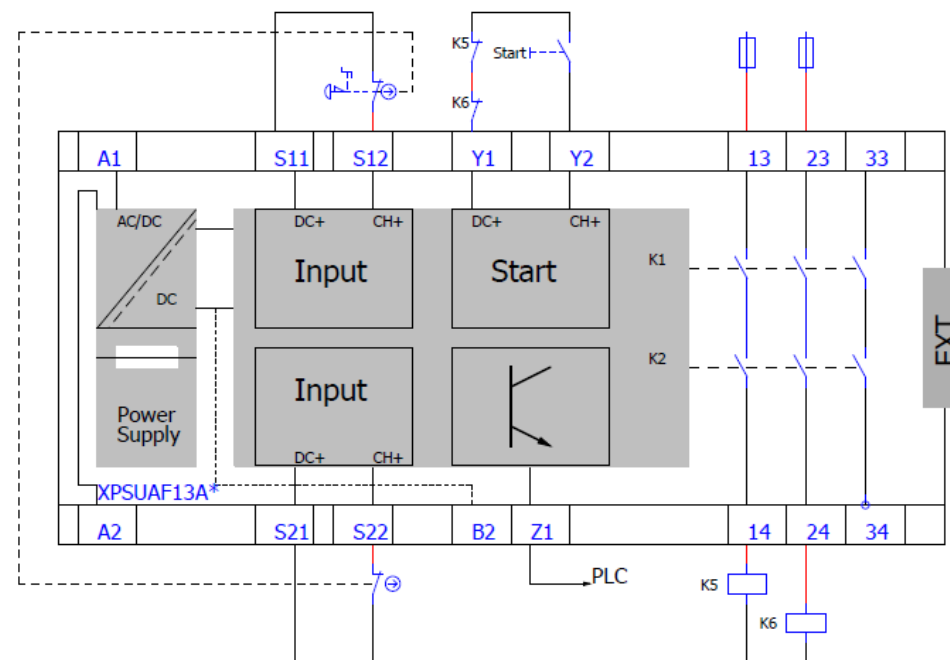 K5
Start
K6
A1
S11
S12
Y1
Y2
13
23
33
AC/DC
DC
DC+
CH+
Input
DC+
CH+
Start
K1
K2
EXT
Input
DC+
CH+
Power
Supply
XPSUAF13A*
A2
S21
S22
B2
Z1
14
24
34
PLC
K5
K6